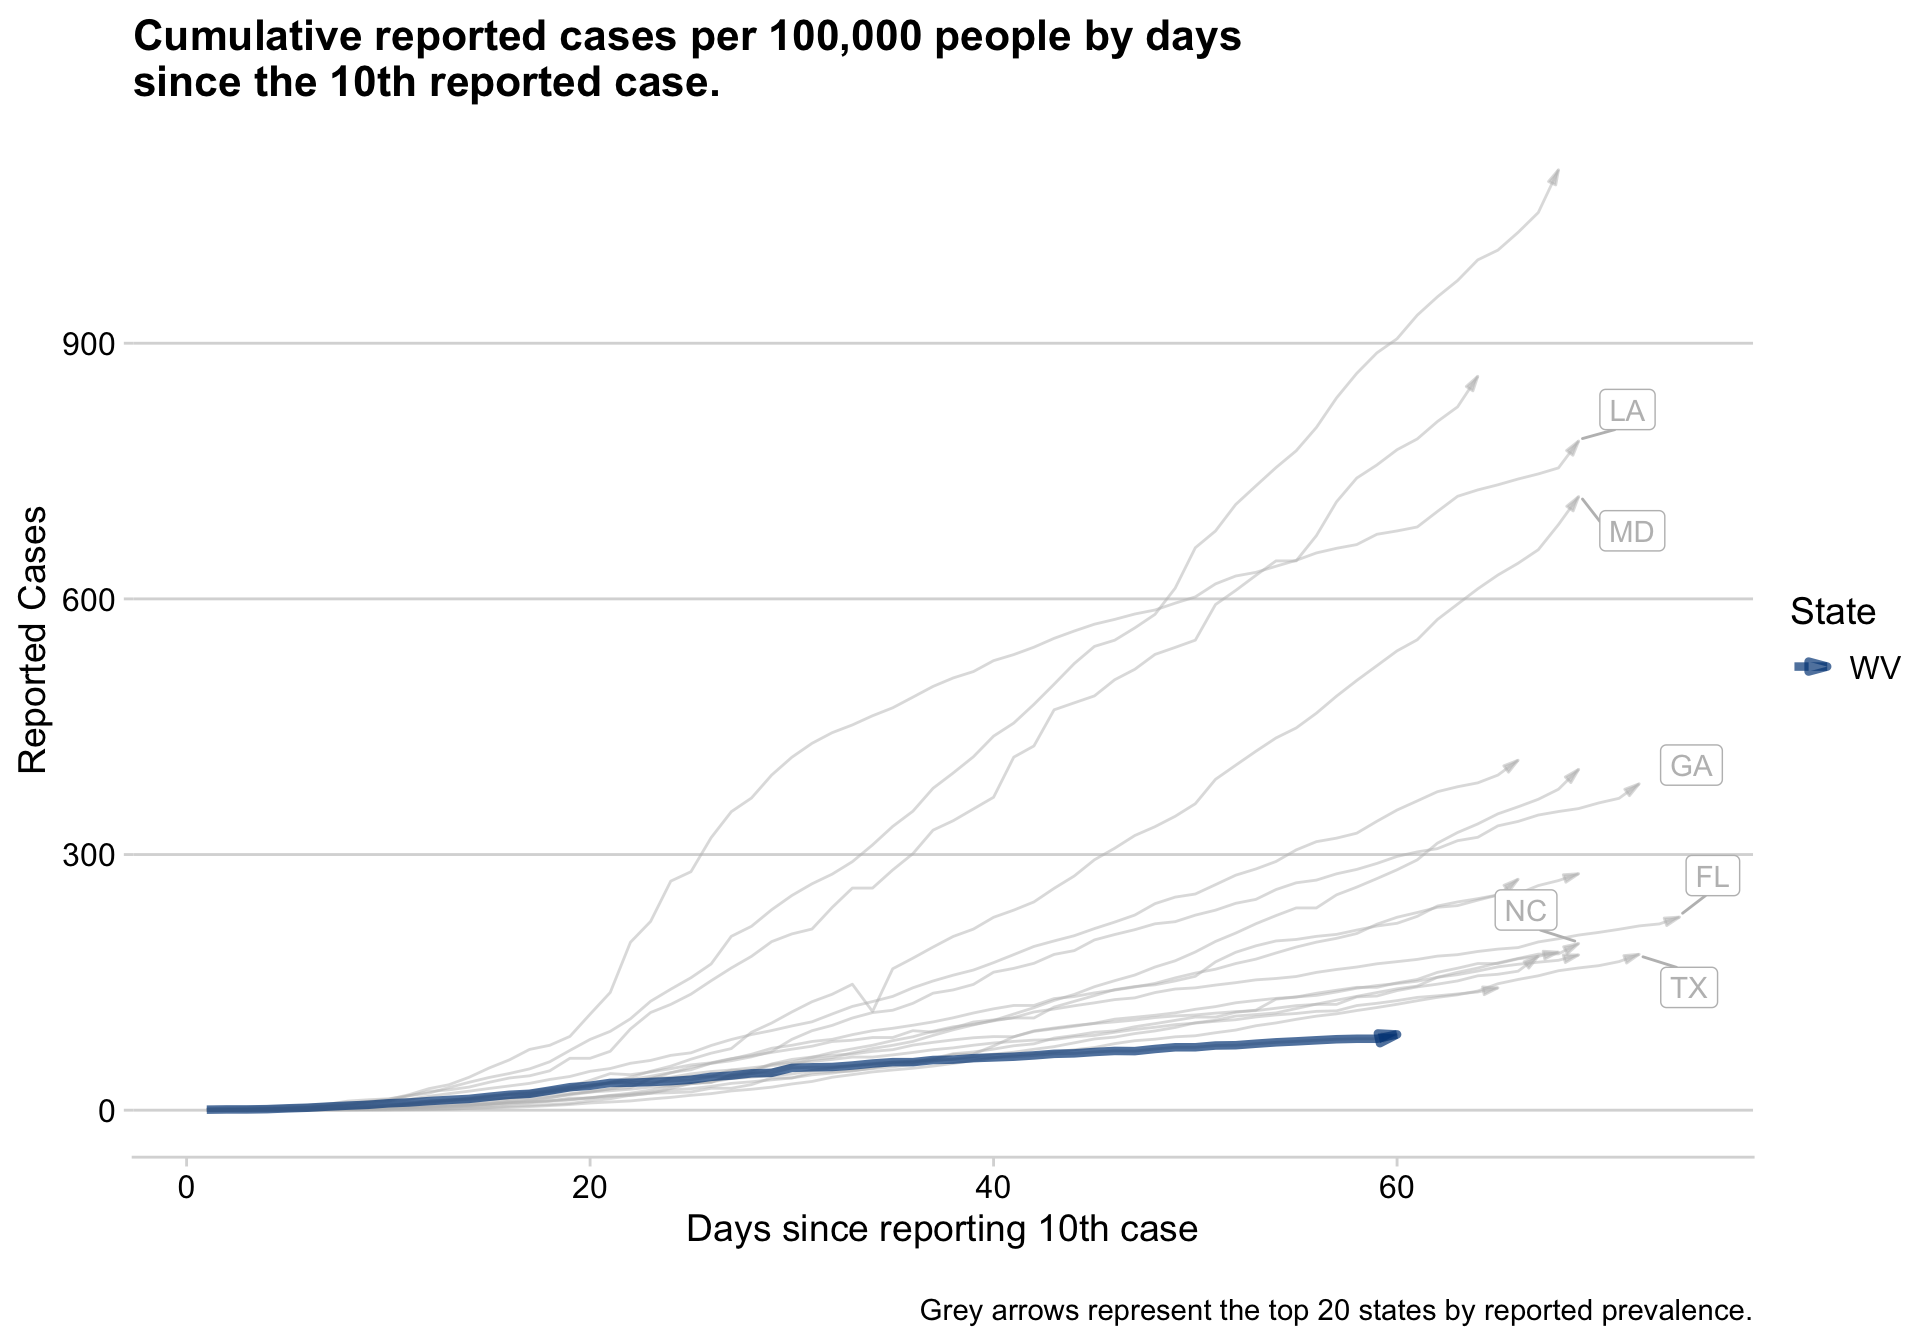 Cumulative reported cases per 100,000 people by days
since the 10th reported case.
Reported Cases
900
600
300
0
LA
MD
GA
FL
NC
TX
State
WV
0
20
40
60
Days since reporting 10th case
Grey arrows represent the top 20 states by reported prevalence.